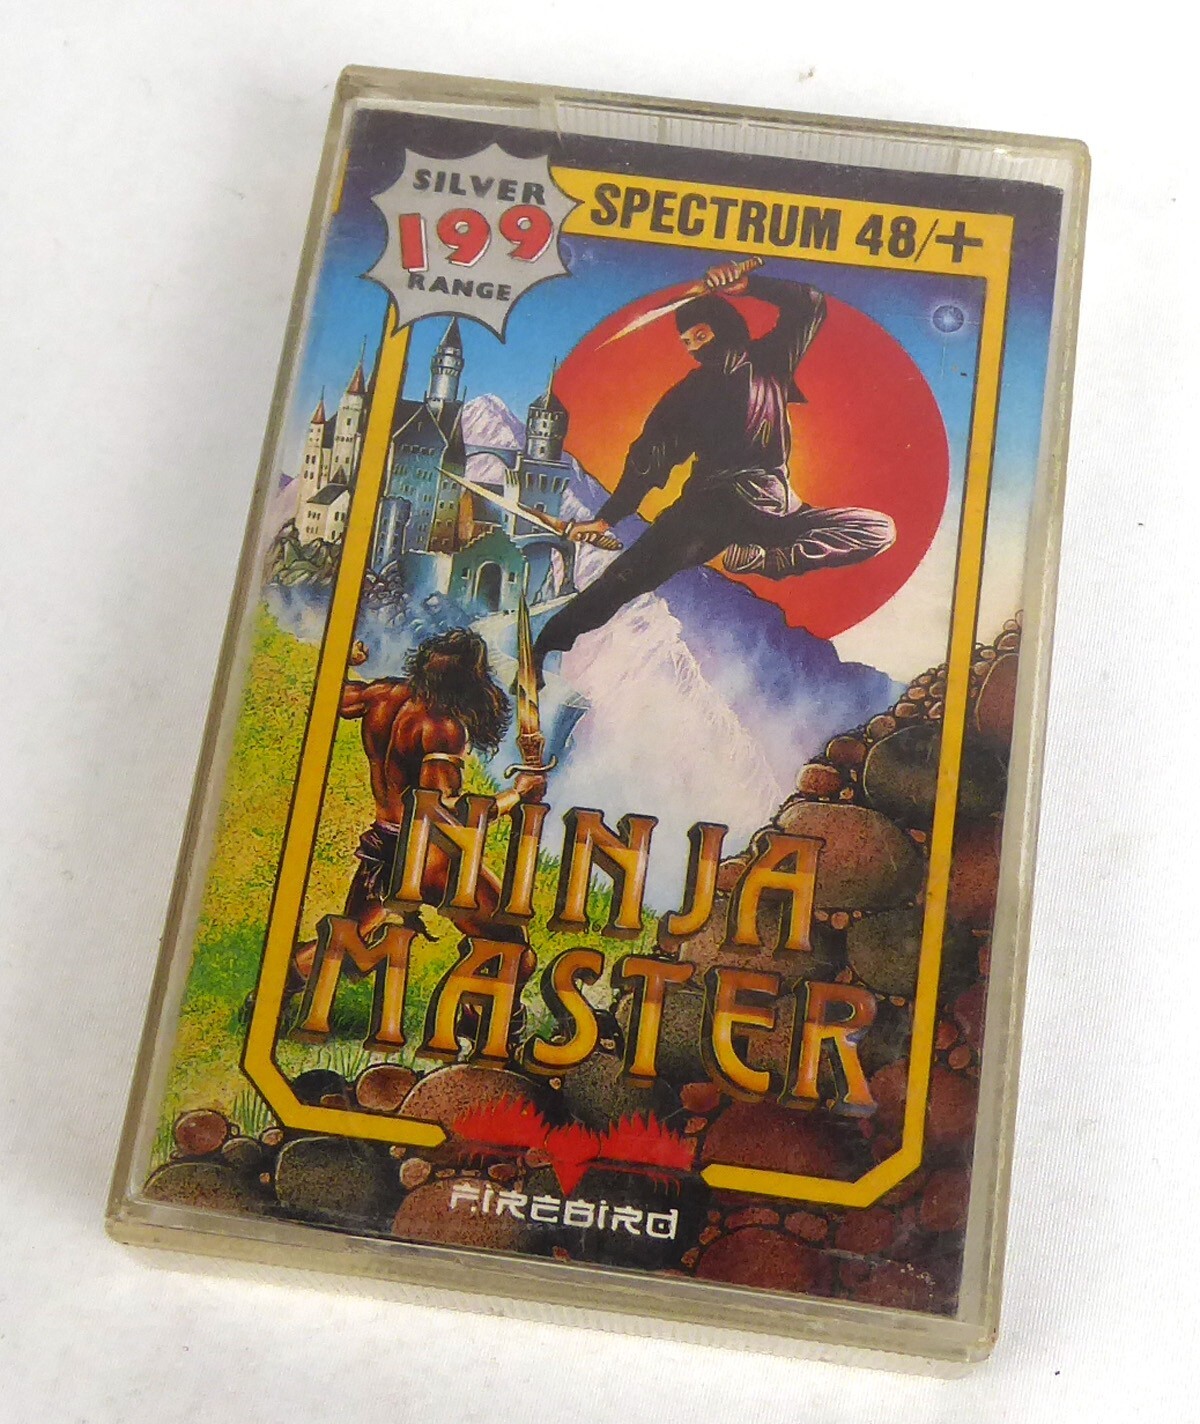 SILVER
199
RANGE
SPECTRUM 48/+
NINJA
MASTER
FIREBIRD